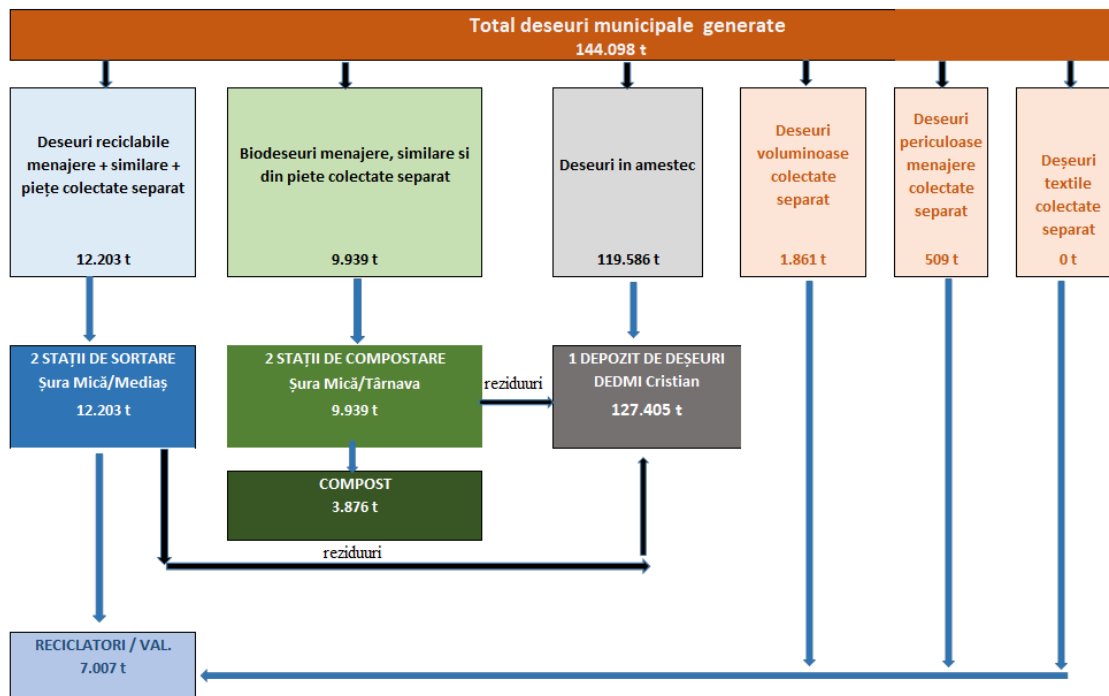 Total deseuri municipale generate
144.098 t
Deseuri reciclabile
menajere + similare +
piețe colectate separat
12.203 t
Biodeseuri menajere, similare si
din piete colectate separat
9.939 t
Deseuri in amestec
119.586 t
Deseuri
voluminoase
colectate
separat
1.861 t
Deseuri
periculoase
menajere
colectate
separat
509 t
Deșeuri
textile
colectate
separat
0 t
2 STAȚII DE SORTARE
Șura Mică/Mediaș
12.203 t
2 STAȚII DE COMPOSTARE
Șura Mică/Târnava
9.939 t
reziduuri
1 DEPOZIT DE DEȘEURI
DEDMI Cristian
127.405 t
COMPOST
3.876 t
reziduuri
RECICLATORI / VAL.
7.007 t